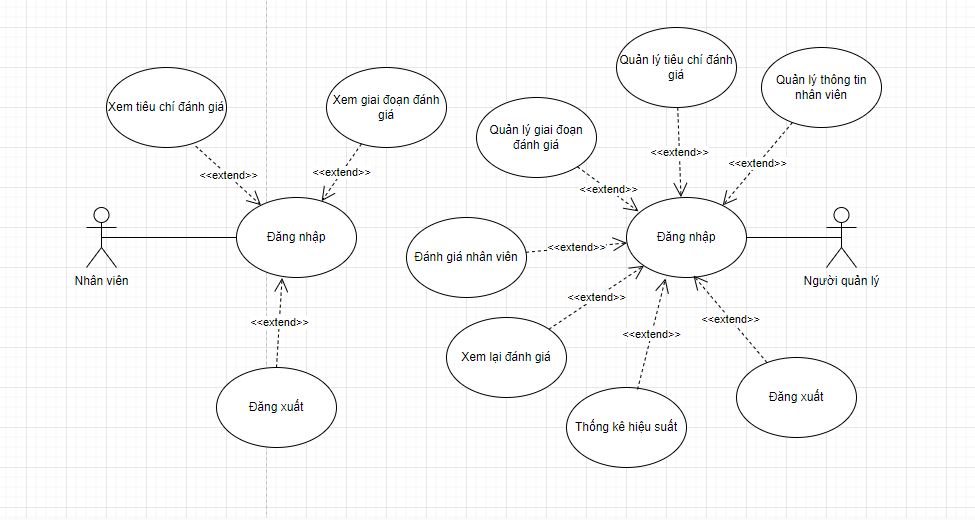 Quản lý tiêu chí đánh
giá
Quản lý thông tin
nhân viên
Xem tiêu chí đánh giá
Xem giai đoạn đánh
giá
Quản lý giai đoạn
đánh giá
<<extend>>
<<extend>>
<<extend>>
<<extend>>
<<extend>>
Đăng nhập
Đăng nhập
<<extend>>
Đánh giá nhân viên
Nhân viên
Người quản lý
<<extend>>
<<extend>>
<<extend>>
<<extend>>
Xem lại đánh giá
Đăng xuất
Đăng xuất
Thống kê hiệu suất